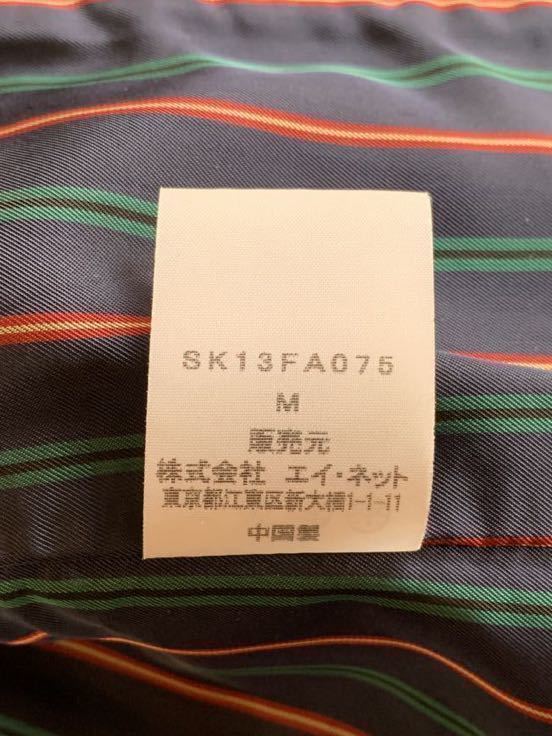 SK13FA075
M
販売元
株式会社 エイ・ネット
東京都江東区新大橋1-1-11
中国製